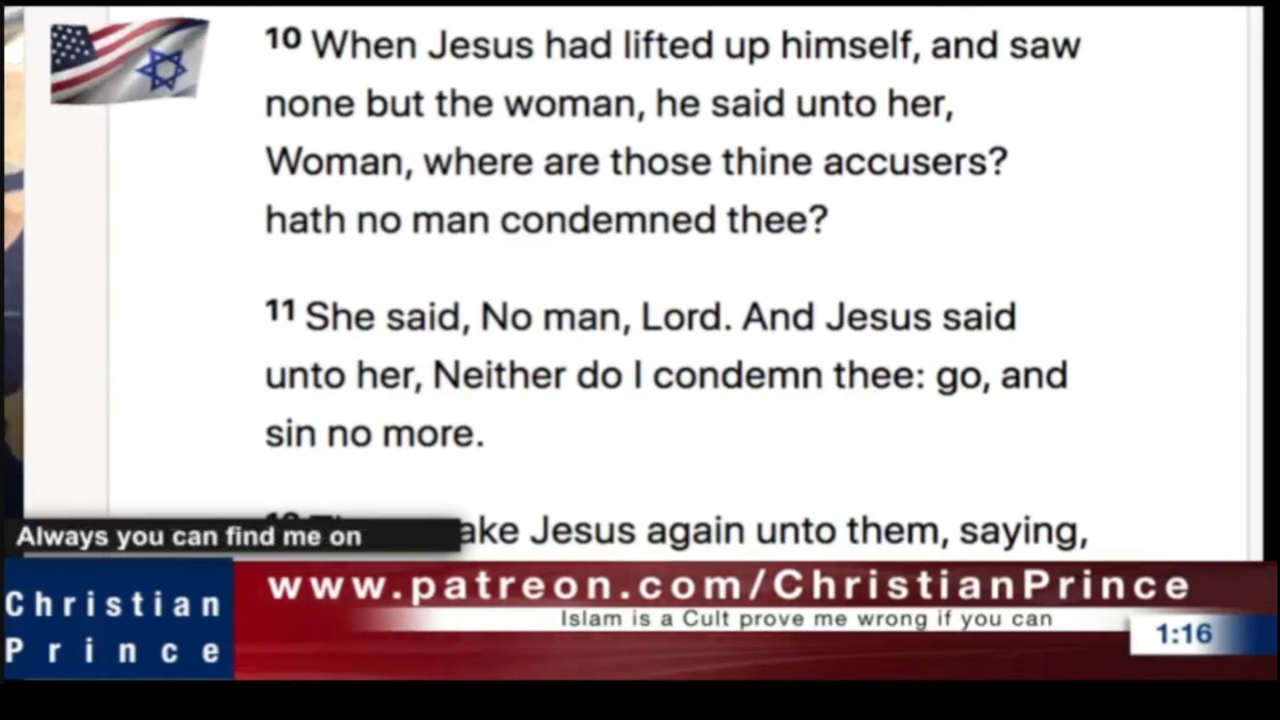 10 When Jesus had lifted up himself, and saw
none but the woman, he said unto her,
Woman, where are those thine accusers?
hath no man condemned thee?
11 She said, No man, Lord. And Jesus said
unto her, Neither do I condemn thee: go, and
sin no more.
ake Jesus again unto them, saying,
Always you can find me on
Christian
Prince
www.patreon.com/ChristianPrince
Islam is a Cult prove me wrong if you can
1:16